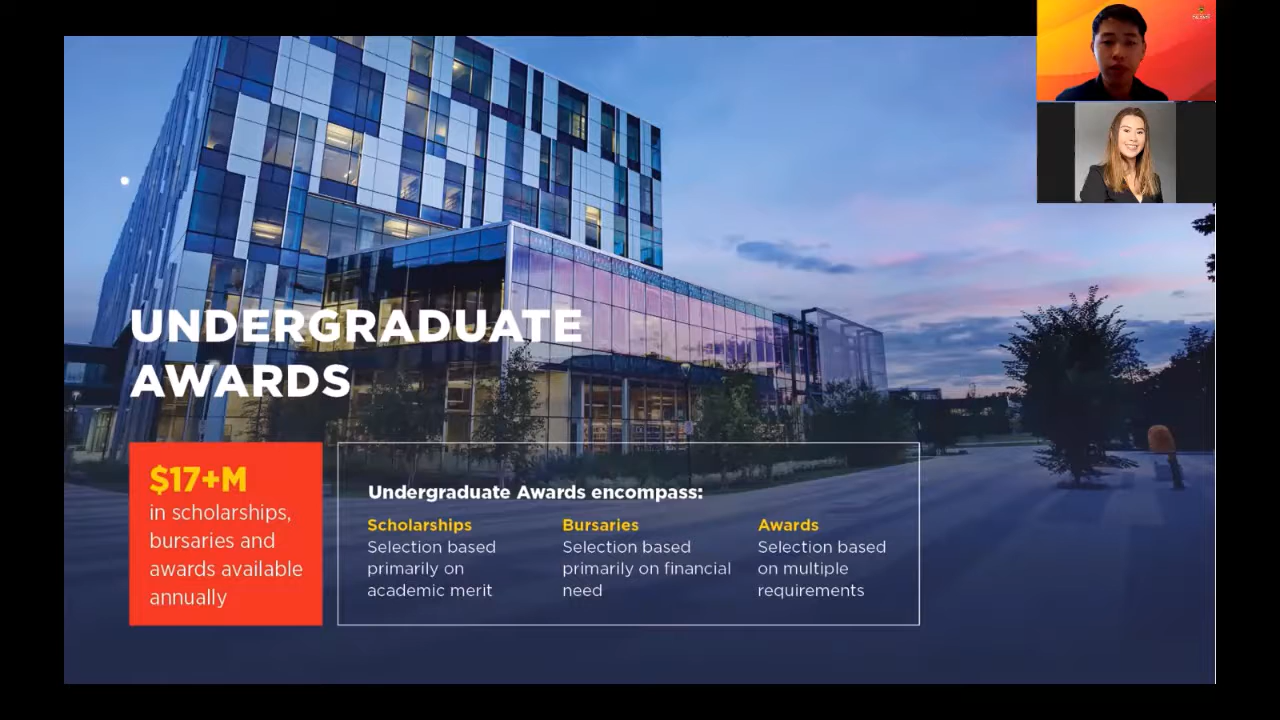 UNDERGRADUATE
AWARDS
$17+M
in scholarships,
bursaries and
awards available
annually
Undergraduate Awards encompass:
Scholarships
Selection based
primarily on
academic merit
Bursaries
Selection based
primarily on financial
need
Awards
Selection based
on multiple
requirements